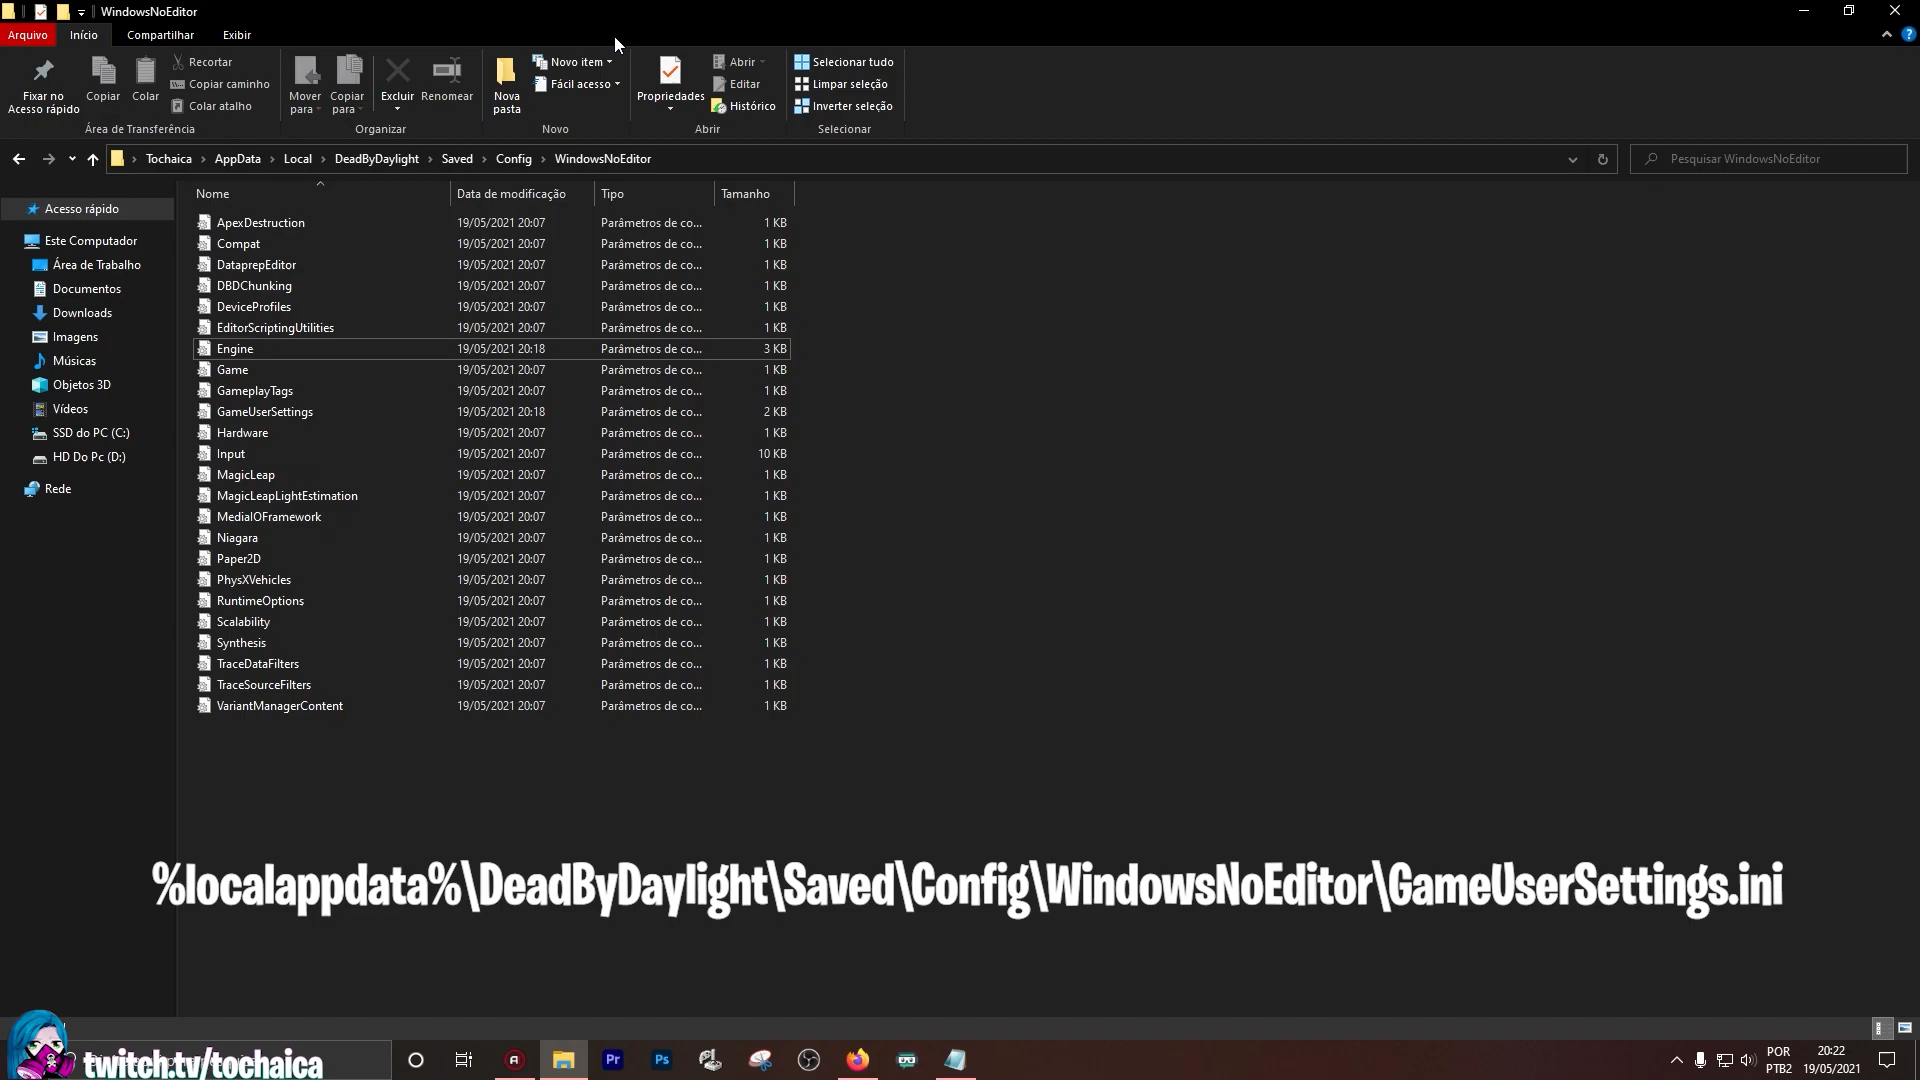 WindowsNoEditor
Arquivo
Início
Compartilhar
Exibir
Fixar no
Acesso rápido
Copiar
Colar
Recortar
Copiar caminho
Colar atalho
Área de Transferência
Mover
para
Copiar
para
Excluir
Renomear
Organizar
Nova
pasta
Novo item
Fácil acesso
Novo
Propriedades
Abrir
Editar
Histórico
Abrir
Selecionar tudo
Limpar seleção
Inverter seleção
Selecionar
Tochaica > AppData > Local > DeadByDaylight > Saved > Config > WindowsNoEditor
Pesquisar WindowsNoEditor
Acesso rápido
Este Computador
Área de Trabalho
Documentos
Downloads
Imagens
Músicas
Objetos 3D
Vídeos
SSD do PC (C:)
HD Do Pc (D:)
Rede
Nome Data de modificação Tipo Tamanho
ApexDestruction 19/05/2021 20:07 Parâmetros de co... 1 KB
Compat 19/05/2021 20:07 Parâmetros de co... 1 KB
DataprepEditor 19/05/2021 20:07 Parâmetros de co... 1 KB
DBDChunking 19/05/2021 20:07 Parâmetros de co... 1 KB
DeviceProfiles 19/05/2021 20:07 Parâmetros de co... 1 KB
EditorScriptingUtilities 19/05/2021 20:07 Parâmetros de co... 1 KB
Engine 19/05/2021 20:18 Parâmetros de co... 3 KB
Game 19/05/2021 20:07 Parâmetros de co... 1 KB
GameplayTags 19/05/2021 20:07 Parâmetros de co... 1 KB
GameUserSettings 19/05/2021 20:18 Parâmetros de co... 2 KB
Hardware 19/05/2021 20:07 Parâmetros de co... 1 KB
Input 19/05/2021 20:07 Parâmetros de co... 10 KB
MagicLeap 19/05/2021 20:07 Parâmetros de co... 1 KB
MagicLeapLightEstimation 19/05/2021 20:07 Parâmetros de co... 1 KB
MediaIOFramework 19/05/2021 20:07 Parâmetros de co... 1 KB
Niagara 19/05/2021 20:07 Parâmetros de co... 1 KB
Paper2D 19/05/2021 20:07 Parâmetros de co... 1 KB
PhysXVehicles 19/05/2021 20:07 Parâmetros de co... 1 KB
RuntimeOptions 19/05/2021 20:07 Parâmetros de co... 1 KB
Scalability 19/05/2021 20:07 Parâmetros de co... 1 KB
Synthesis 19/05/2021 20:07 Parâmetros de co... 1 KB
TraceDataFilters 19/05/2021 20:07 Parâmetros de co... 1 KB
TraceSourceFilters 19/05/2021 20:07 Parâmetros de co... 1 KB
VariantManagerContent 19/05/2021 20:07 Parâmetros de co... 1 KB
%localappdata%\DeadByDaylight\Saved\Config\WindowsNoEditor\GameUserSettings.ini
twitch.tv/tochaica
Pr
Ps
POR
PTB2
20:22
19/05/2021